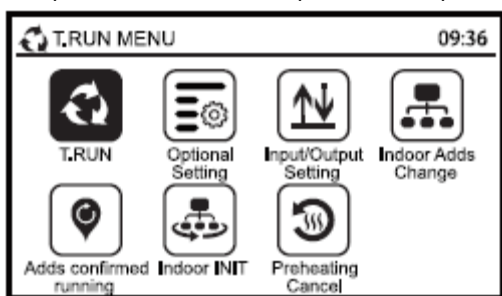 T.RUN MENU 09:36
T.RUN
Optional
Setting
Input/Output
Setting
Indoor Adds
Change
Adds confirmed
running
Indoor INIT
Preheating
Cancel